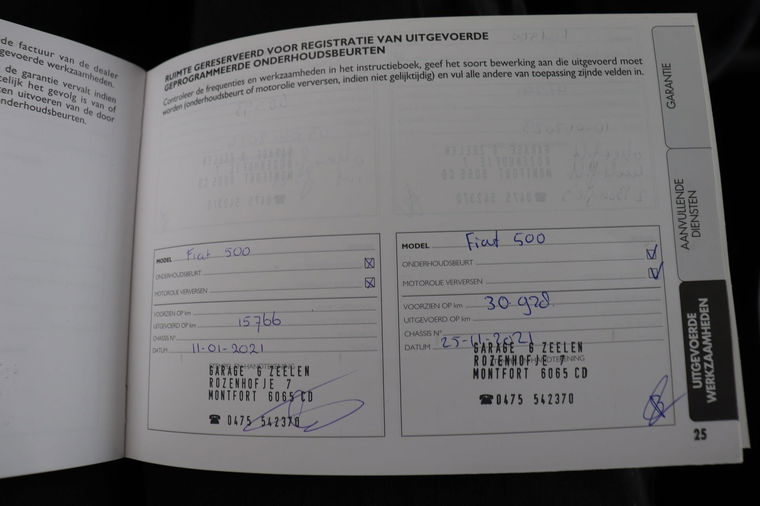 de factuur van de dealer
gevoerde werkzaamheden.
de garantie vervalt indien
telijk het gevolg is van of
ten uitvoeren van de door
onderhoudsbeurten.
RUIMTE GERESERVEERD VOOR REGISTRATIE VAN UITGEVOERDE
GEPROGRAMMEERDE ONDERHOUDSBEURTEN
Controleer de frequenties en werkzaamheden in het instructieboek, geef het soort bewerking aan die uitgevoerd moet
worden (onderhoudsbeurt of motorolie verversen, indien niet gelijktijdig) en vul alle andere van toepassing zijnde velden in.
MODEL Fiat 500
ONDERHOUDSBEURT
MOTOROLIE VERVERSEN
VOORZIEN OP km
UITGEVOERD OP km 15766
CHASSIS N°
DATUM 11-01-2021
GARAGE G ZEELEN
ROZENHOFJE 7
MONTFORT 6065 CD
☎ 0475 542370
MODEL Fiat 500
ONDERHOUDSBEURT
MOTOROLIE VERVERSEN
VOORZIEN OP km
UITGEVOERD OP km
CHASSIS N°
DATUM 25-11-2021
GARAGE G ZEELEN
ROZENHOFJE 7
MONTFORT 6065 CD
☎0475 542370
GARANTIE
AANVULLENDE
DIENSTEN
UITGEVOERDE
WERKZAAMHEDEN
25